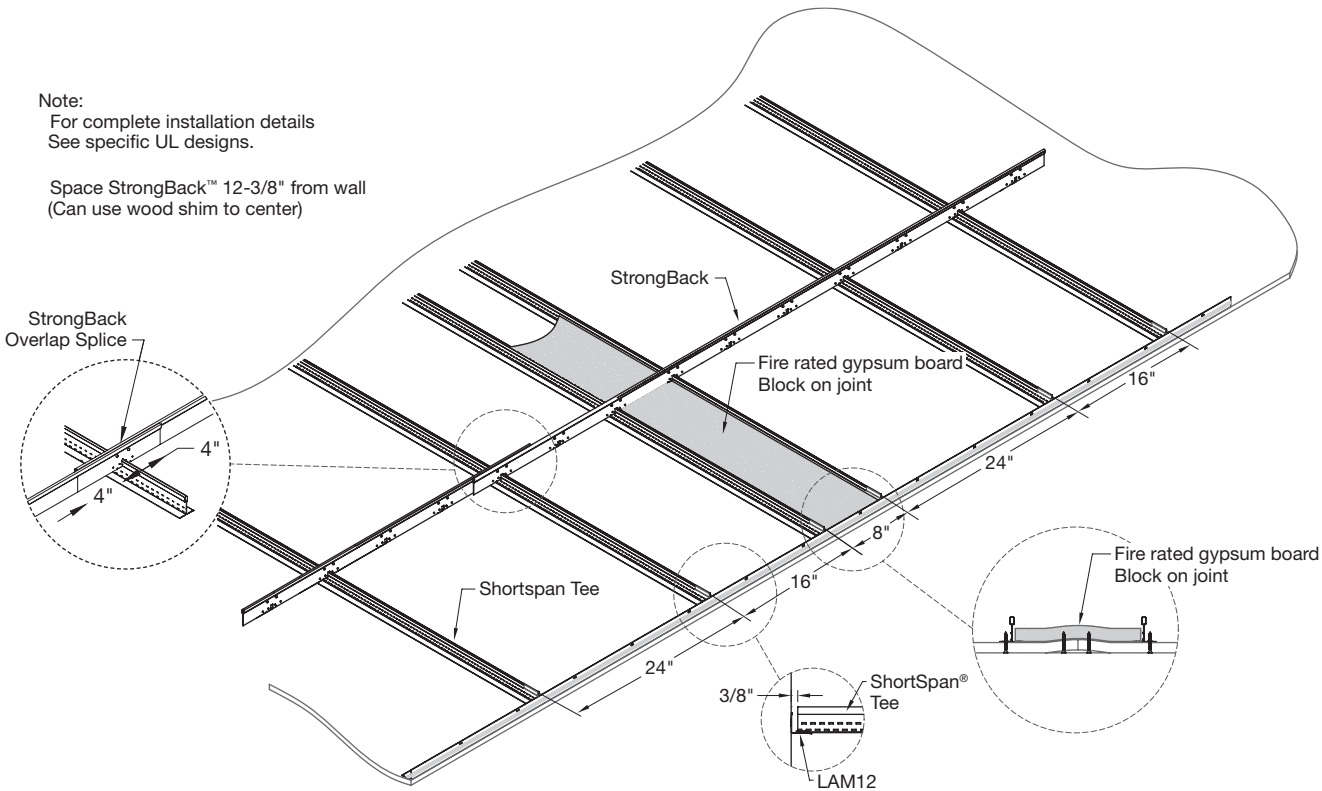 Note:
For complete installation details
See specific UL designs.
Space StrongBack™ 12-3/8" from wall
(Can use wood shim to center)
StrongBack
StrongBack
Overlap Splice
Fire rated gypsum board
Block on joint
16"
4"
4"
24"
8"
Fire rated gypsum board
Block on joint
16"
Shortspan Tee
24"
3/8"
ShortSpan®
Tee
LAM12